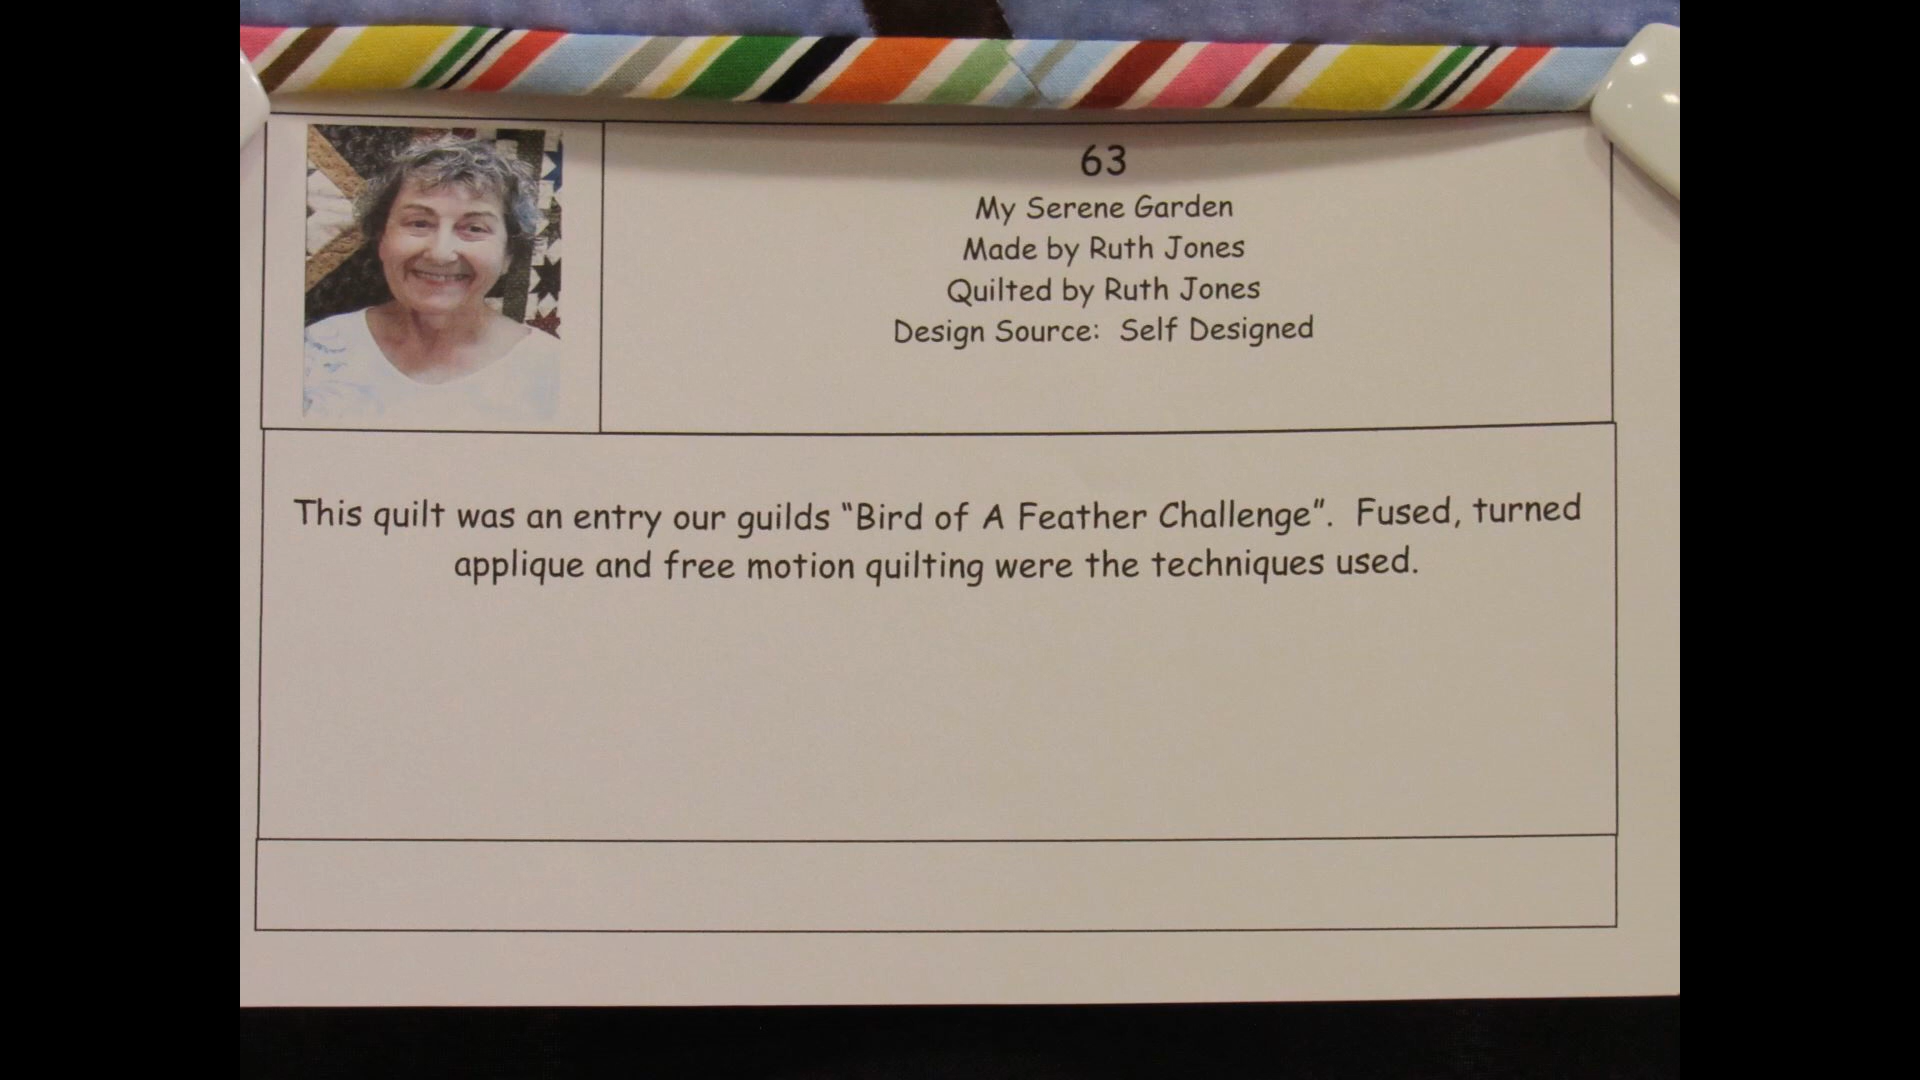 63
My Serene Garden
Made by Ruth Jones
Quilted by Ruth Jones
Design Source:  Self Designed
This quilt was an entry our guilds “Bird of A Feather Challenge”.  Fused, turned
applique and free motion quilting were the techniques used.